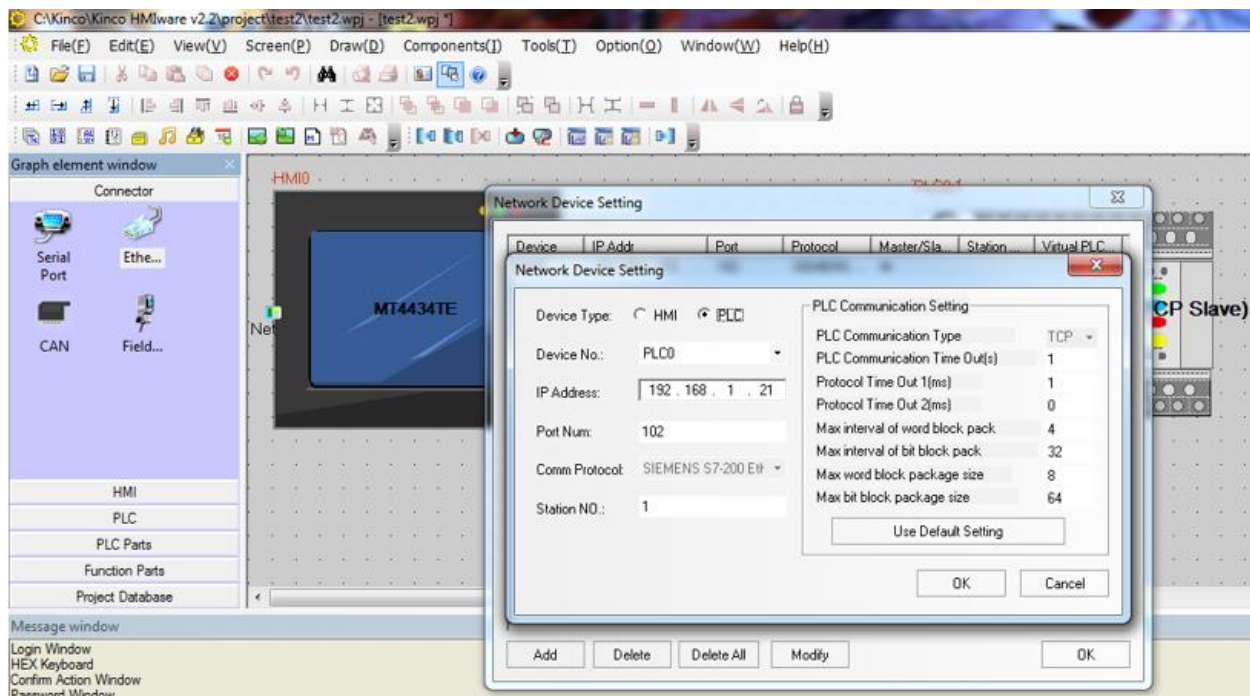 C:\Kinco\Kinco HMIware v2.2\project\test2\test2.wpj - [test2.wpj *]
File(F) Edit(E) View(V) Screen(P) Draw(D) Components(I) Tools(T) Option(O) Window(W) Help(H)
Graph element window
Connector
Serial Port
Ethe...
CAN
Field...
HMI
PLC
PLC Parts
Function Parts
Project Database
HMI0
MT4434TE
Net
CP Slave)
Network Device Setting
Device IP Addr Port Protocol Master/Sla... Station ... Virtual PLC...
Network Device Setting
Device Type: HMI PLC
Device No.: PLC0
IP Address: 192 . 168 . 1 . 21
Port Num: 102
Comm Protocol: SIEMENS S7-200 Eth
Station NO.: 1
PLC Communication Setting
PLC Communication Type TCP
PLC Communication Time Out(s) 1
Protocol Time Out 1(ms) 1
Protocol Time Out 2(ms) 0
Max interval of word block pack 4
Max interval of bit block pack 32
Max word block package size 8
Max bit block package size 64
Use Default Setting
OK Cancel
Add Delete Delete All Modify OK
Message window
Login Window
HEX Keyboard
Confirm Action Window
Password Window